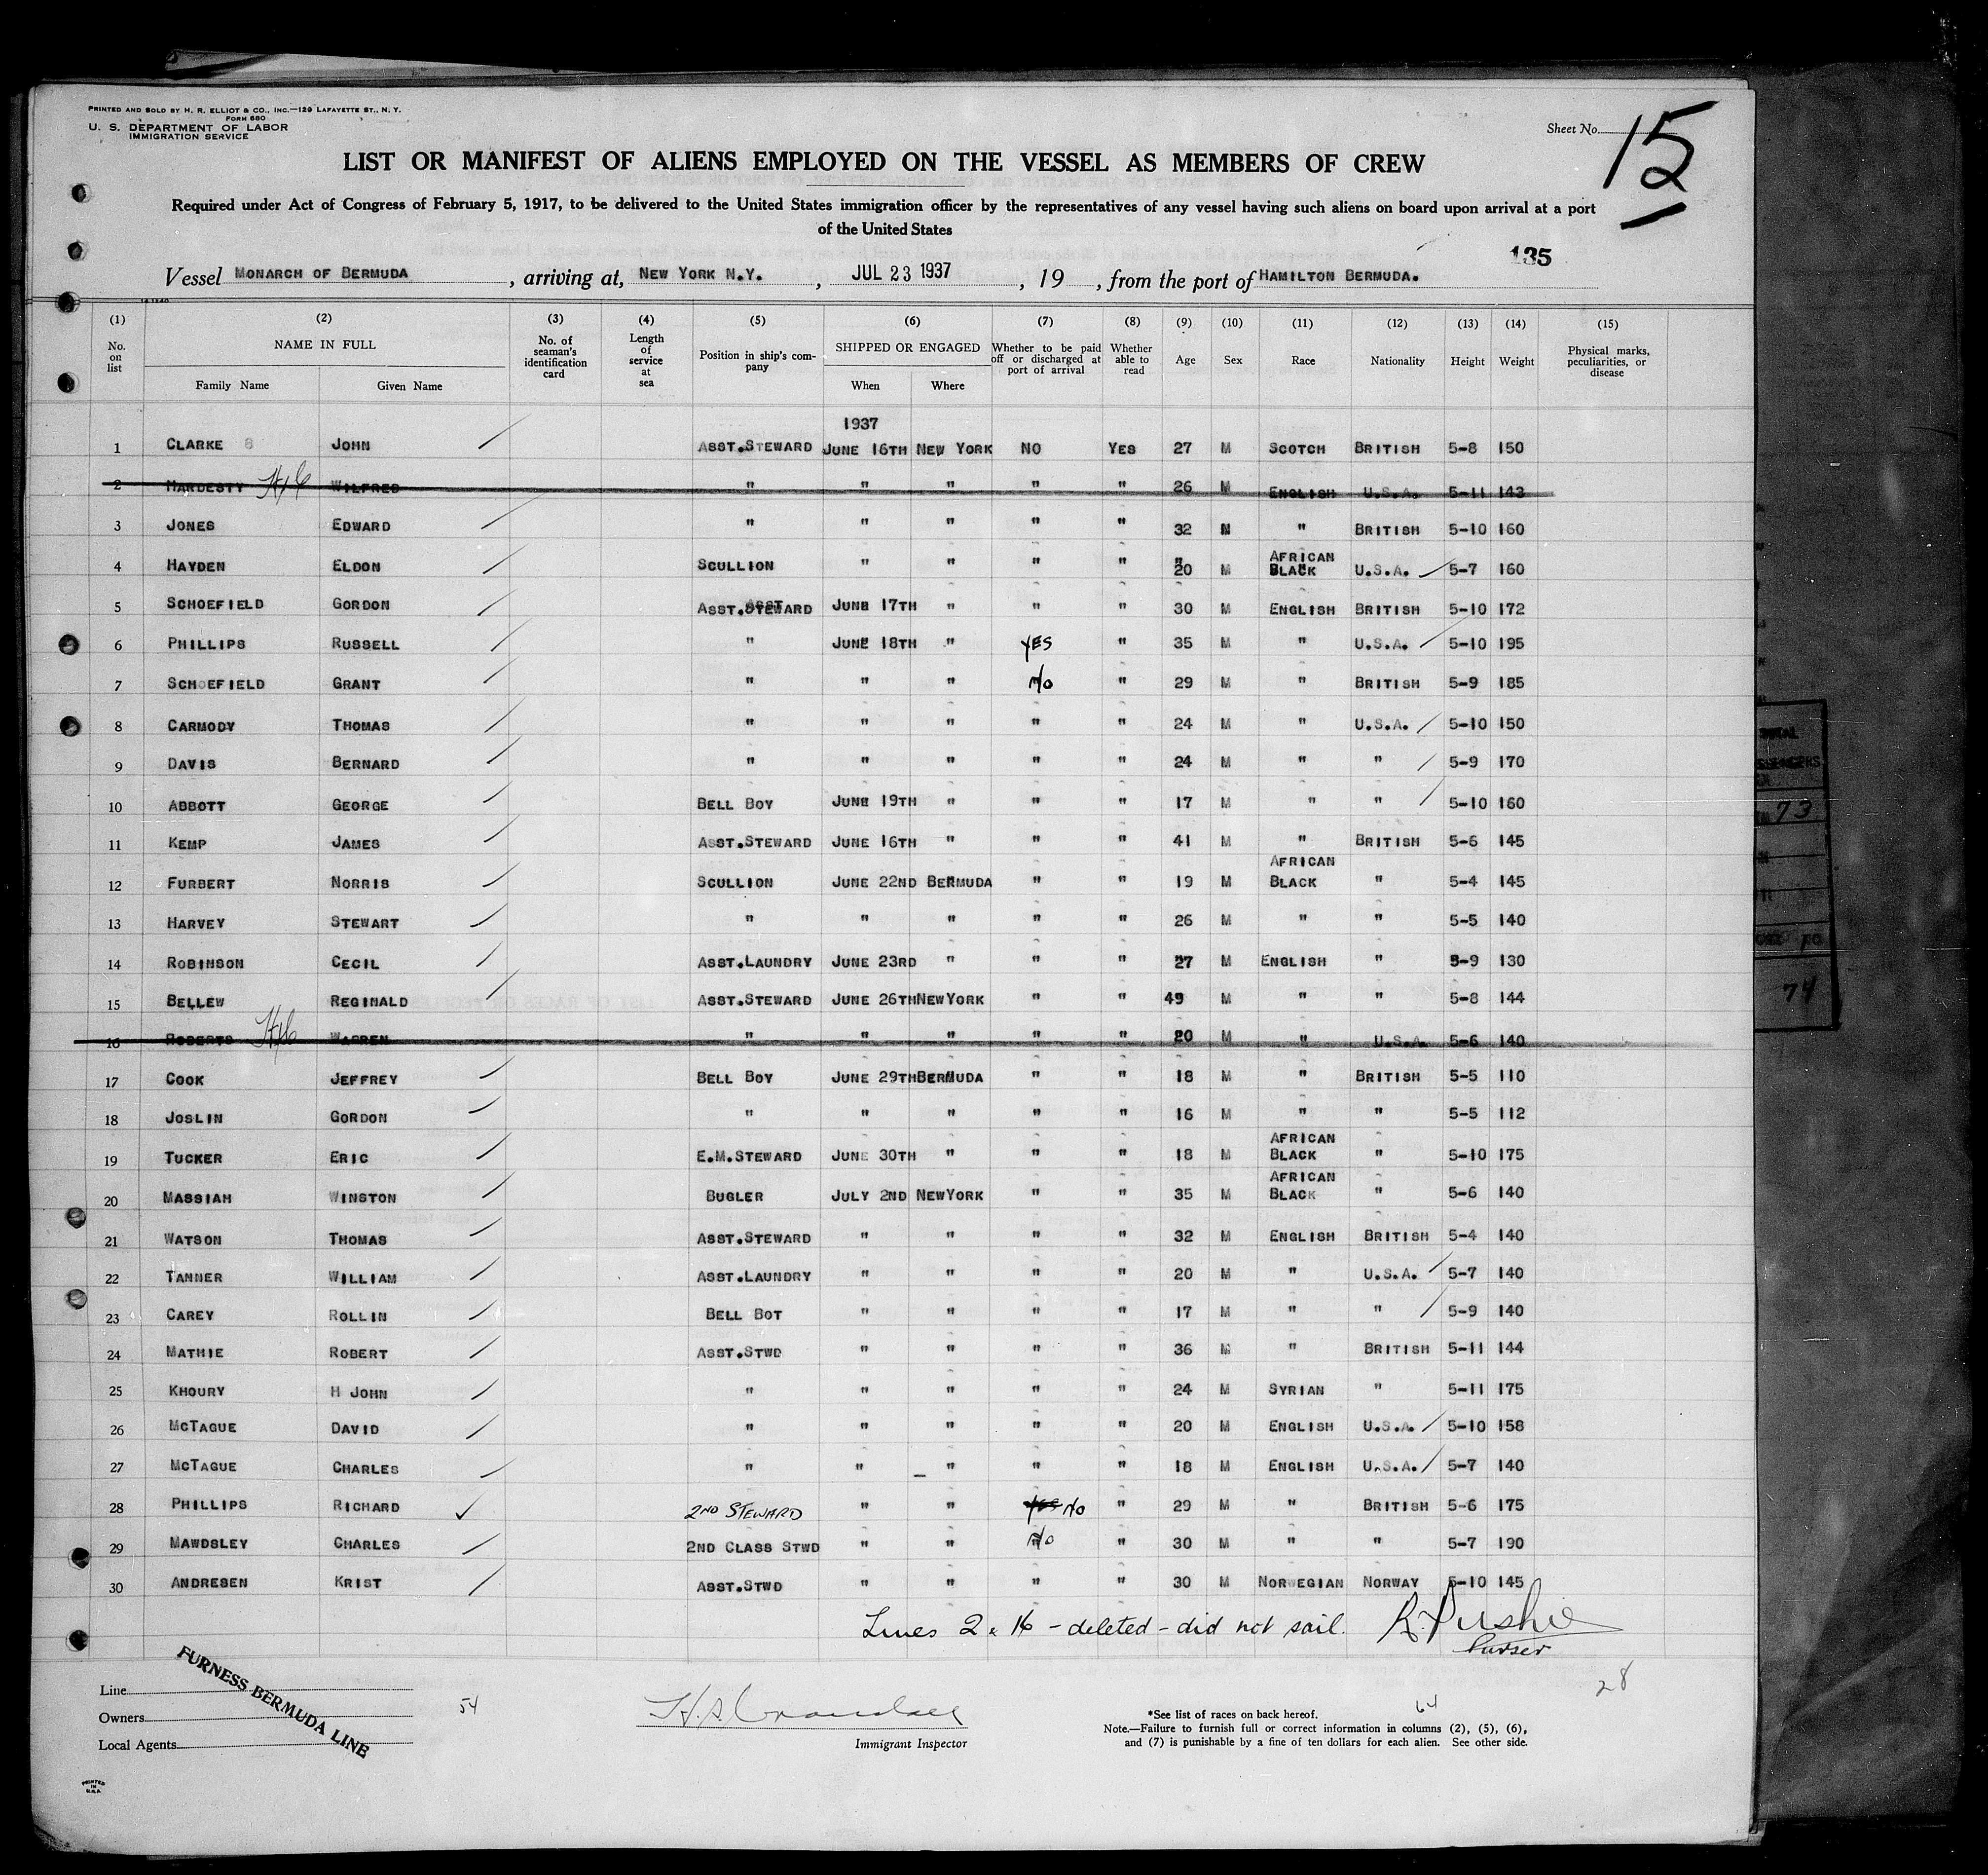 PRINTED AND SOLD BY H. R. ELLIOT & CO., INC.—129 LAFAYETTE ST., N. Y.
FORM 680
U. S. DEPARTMENT OF LABOR
IMMIGRATION SERVICE
Sheet No. 15
LIST OR MANIFEST OF ALIENS EMPLOYED ON THE VESSEL AS MEMBERS OF CREW
Required under Act of Congress of February 5, 1917, to be delivered to the United States immigration officer by the representatives of any vessel having such aliens on board upon arrival at a port
of the United States
135
Vessel MONARCH OF BERMUDA, arriving at, NEW YORK N.Y., JUL 23 1937, 19 , from the port of HAMILTON BERMUDA.
(1) (2) (3) (4) (5) (6) (7) (8) (9) (10) (11) (12) (13) (14) (15)
No. on list NAME IN FULL Family Name Given Name No. of seaman's identification card Length of service at sea Position in ship's company SHIPPED OR ENGAGED When Where Whether to be paid off or discharged at port of arrival Whether able to read Age Sex Race Nationality Height Weight Physical marks, peculiarities, or disease
1937
1 CLARKE JOHN ASST.STEWARD JUNE 16TH NEW YORK NO YES 27 M SCOTCH BRITISH 5-8 150
2 HARDESTY WILFRED " " " " " 26 M ENGLISH U.S.A. 5-11 143
3 JONES EDWARD " " " " " 32 M " BRITISH 5-10 160
4 HAYDEN ELDON SCULLION " " " " 20 M AFRICAN BLACK U.S.A. 5-7 160
5 SCHOEFIELD GORDON ASST.STEWARD JUNE 17TH " " " 30 M ENGLISH BRITISH 5-10 172
6 PHILLIPS RUSSELL " JUNE 18TH " YES " 35 M " U.S.A. 5-10 195
7 SCHOEFIELD GRANT " " " No " 29 M " BRITISH 5-9 185
8 CARMODY THOMAS " " " " " 24 M " U.S.A. 5-10 150
9 DAVIS BERNARD " " " " " 24 M " " 5-9 170
10 ABBOTT GEORGE BELL BOY JUNE 19TH " " " 17 M " " 5-10 160
11 KEMP JAMES ASST.STEWARD JUNE 16TH " " " 41 M " BRITISH 5-6 145
12 FURBERT NORRIS SCULLION JUNE 22ND BERMUDA " " 19 M AFRICAN BLACK " 5-4 145
13 HARVEY STEWART " " " " " 26 M " " 5-5 140
14 ROBINSON CECIL ASST.LAUNDRY JUNE 23RD " " " 27 M ENGLISH " 5-9 130
15 BELLEW REGINALD ASST.STEWARD JUNE 26TH NEWYORK " " 49 M " " 5-8 144
16 ROBERTS WARREN " " " " " 20 M " U.S.A. 5-6 140
17 COOK JEFFREY BELL BOY JUNE 29TH BERMUDA " " 18 M " BRITISH 5-5 110
18 JOSLIN GORDON " " " " " 16 M " " 5-5 112
19 TUCKER ERIC E.M.STEWARD JUNE 30TH " " " 18 M AFRICAN BLACK " 5-10 175
20 MASSIAH WINSTON BUGLER JULY 2ND NEWYORK " " 35 M AFRICAN BLACK " 5-6 140
21 WATSON THOMAS ASST.STEWARD " " " " 32 M ENGLISH BRITISH 5-4 140
22 TANNER WILLIAM ASST.LAUNDRY " " " " 20 M " U.S.A. 5-7 140
23 CAREY ROLLIN BELL BOT " " " " 17 M " " 5-9 140
24 MATHIE ROBERT ASST.STWD " " " " 36 M " BRITISH 5-11 144
25 KHOURY H JOHN " " " " " 24 M SYRIAN " 5-11 175
26 MCTAGUE DAVID " " " " " 20 M ENGLISH U.S.A. 5-10 158
27 MCTAGUE CHARLES " " " " " 18 M ENGLISH U.S.A. 5-7 140
28 PHILLIPS RICHARD 2ND STEWARD " " YES NO " 29 M " BRITISH 5-6 175
29 MAWDSLEY CHARLES 2ND CLASS STWD " " No " 30 M " " 5-7 190
30 ANDRESEN KRIST ASST.STWD " " " " 30 M NORWEGIAN NORWAY 5-10 145
Lines 2 & 16 - deleted - did not sail.
Purser
28
Line
Owners
Local Agents
FURNESS BERMUDA LINE
54
Immigrant Inspector
64
*See list of races on back hereof.
Note.—Failure to furnish full or correct information in columns (2), (5), (6),
and (7) is punishable by a fine of ten dollars for each alien. See other side.
PRINTED
IN
U.S.A.
73
74